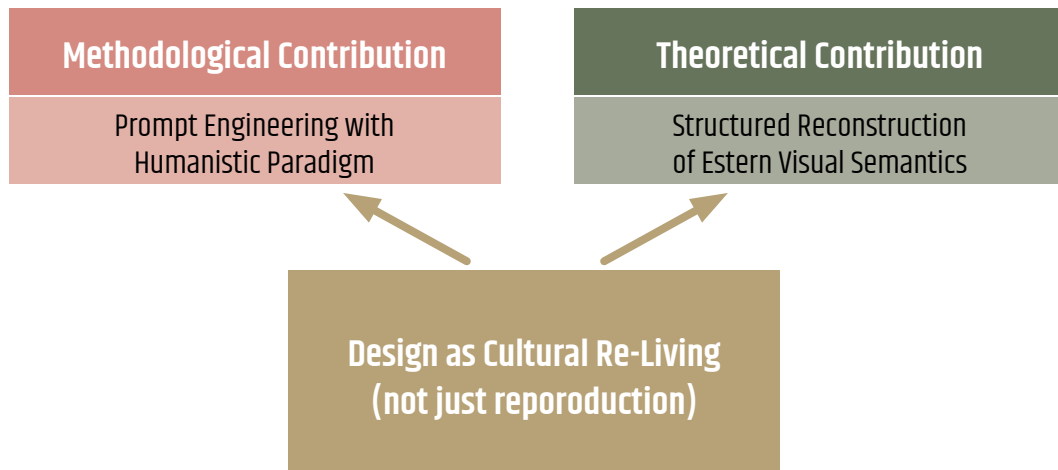 Methodological Contribution
Prompt Engineering with
Humanistic Paradigm
Theoretical Contribution
Structured Reconstruction
of Estern Visual Semantics
Design as Cultural Re-Living
(not just reporoduction)